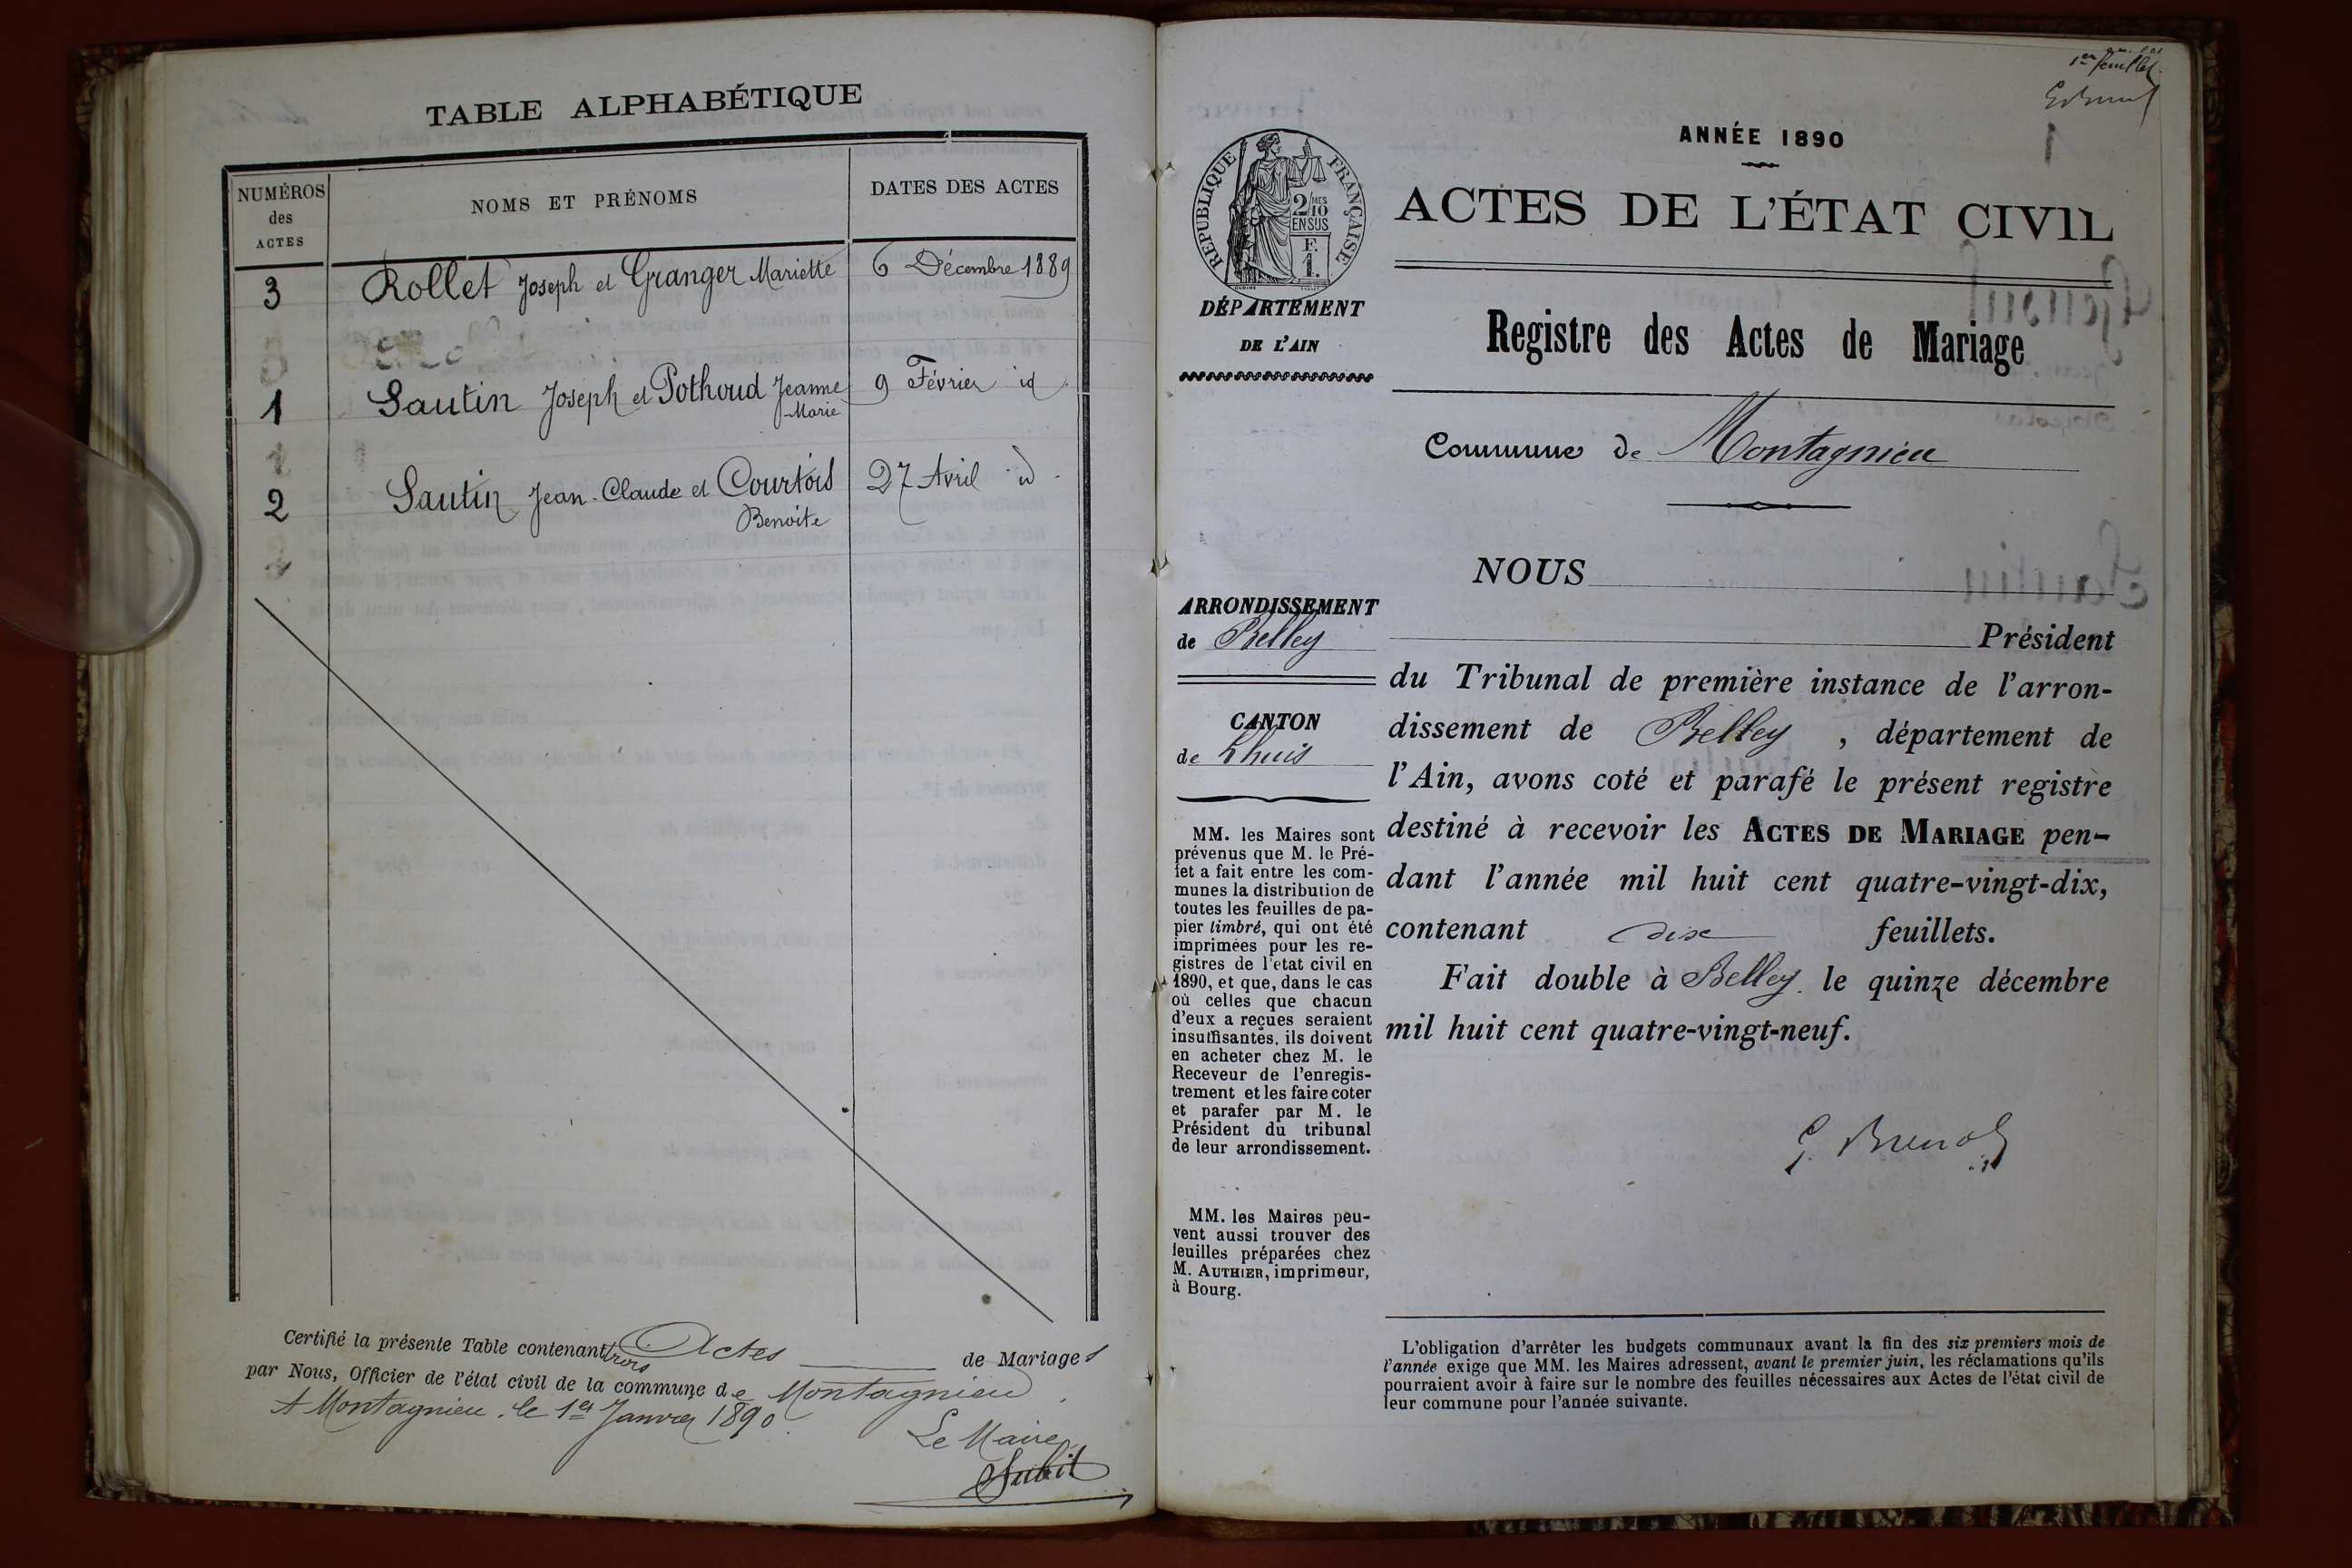 TABLE ALPHABÉTIQUE
NUMÉROS
des
ACTES
NOMS ET PRÉNOMS
DATES DES ACTES
3 Rollet Joseph et Granger Mariette 6 Décembre 1889
1 Sautin Joseph et Pothoud Jeanne 9 Février id
Marie
2 Sautin Jean-Claude et Courtois 27 Avril id
Benoite
Certifié la présente Table contenant trois Actes de Mariages
par Nous, Officier de l'état civil de la commune de Montagnieu
A Montagnieu, le 1er Janvier 1890.
Le Maire
1er feuillet
1
RÉPUBLIQUE FRANÇAISE
2/10
MES
EN SUS
F.
1.
DÉPARTEMENT
DE L'AIN
ARRONDISSEMENT
de Belley
CANTON
de Lhuis
MM. les Maires sont
prévenus que M. le Pré-
fet a fait entre les com-
munes la distribution de
toutes les feuilles de pa-
pier timbré, qui ont été
imprimées pour les re-
gistres de l'etat civil en
1890, et que, dans le cas
où celles que chacun
d'eux a reçues seraient
insuffisantes, ils doivent
en acheter chez M. le
Receveur de l'enregis-
trement et les faire coter
et parafer par M. le
Président du tribunal
de leur arrondissement.
MM. les Maires peu-
vent aussi trouver des
feuilles préparées chez
M. AUTHIER, imprimeur,
à Bourg.
ANNÉE 1890
ACTES DE L'ÉTAT CIVIL
Registre des Actes de Mariage
Commune de Montagnieu
NOUS
Président
du Tribunal de première instance de l'arron-
dissement de Belley, département de
l'Ain, avons coté et parafé le présent registre
destiné à recevoir les ACTES DE MARIAGE pen-
dant l'année mil huit cent quatre-vingt-dix,
contenant dix feuillets.
Fait double à Belley le quinze décembre
mil huit cent quatre-vingt-neuf.
L'obligation d'arrêter les budgets communaux avant la fin des six premiers mois de
l'année exige que MM. les Maires adressent, avant le premier juin, les réclamations qu'ils
pourraient avoir à faire sur le nombre des feuilles nécessaires aux Actes de l'état civil de
leur commune pour l'année suivante.